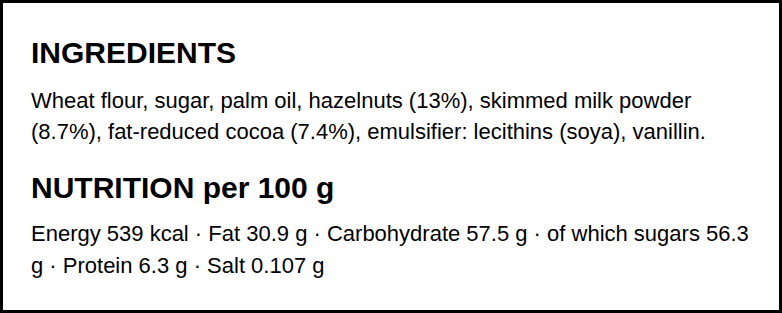 INGREDIENTS
Wheat flour, sugar, palm oil, hazelnuts (13%), skimmed milk powder
(8.7%), fat-reduced cocoa (7.4%), emulsifier: lecithins (soya), vanillin.
NUTRITION per 100 g
Energy 539 kcal · Fat 30.9 g · Carbohydrate 57.5 g · of which sugars 56.3
g · Protein 6.3 g · Salt 0.107 g